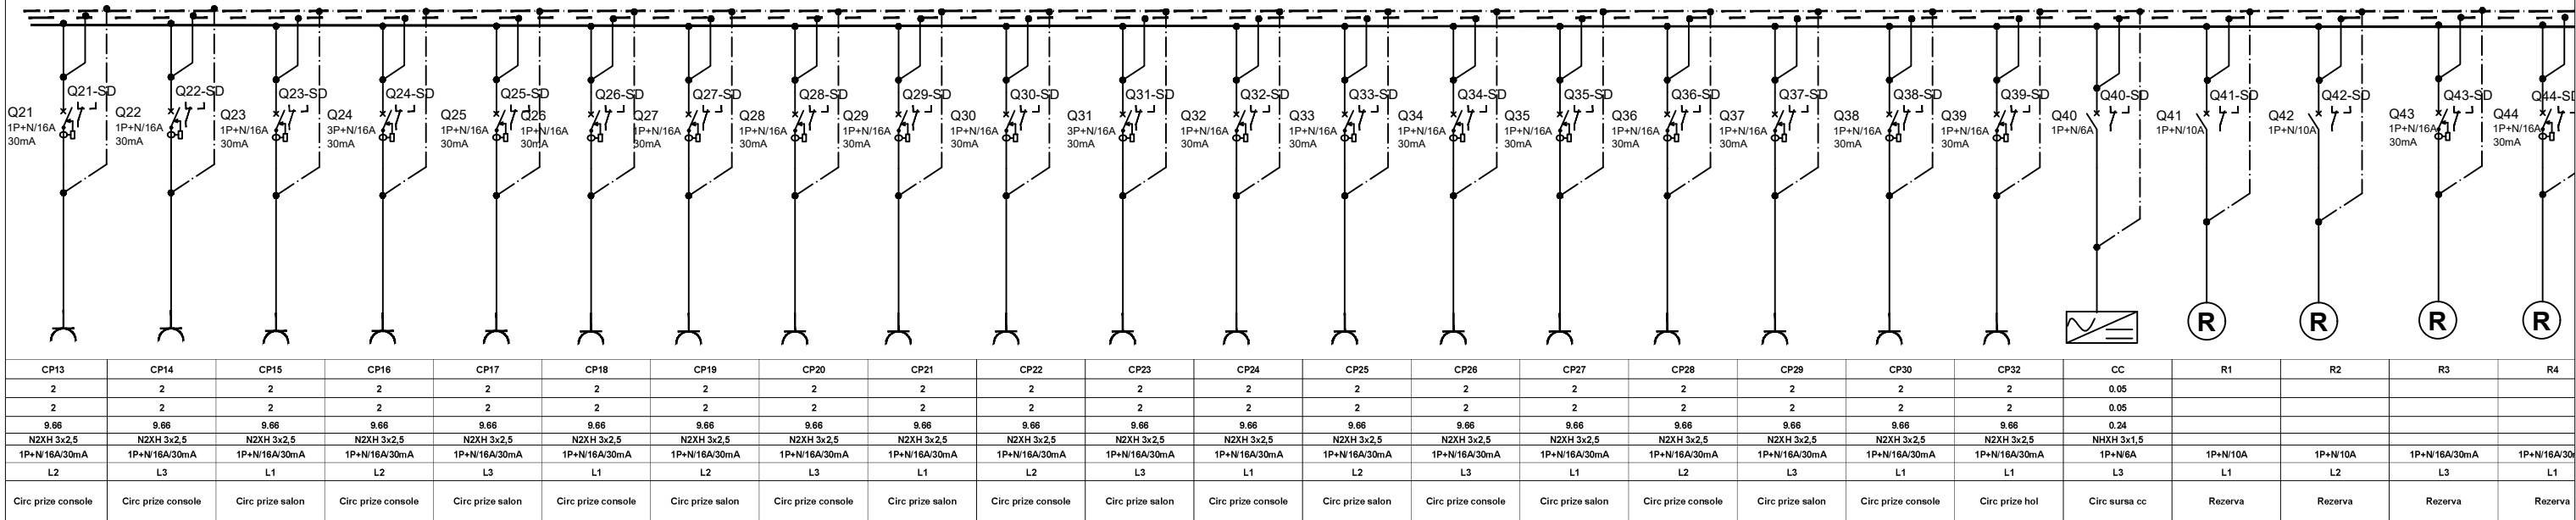 Q21-SD Q22-SD Q23-SD Q24-SD Q25-SD Q26-SD Q27-SD Q28-SD Q29-SD Q30-SD Q31-SD Q32-SD Q33-SD Q34-SD Q35-SD Q36-SD Q37-SD Q38-SD Q39-SD Q40-SD Q41-SD Q42-SD Q43-SD Q44-SD
Q21 Q22 Q23 Q24 Q25 Q26 Q27 Q28 Q29 Q30 Q31 Q32 Q33 Q34 Q35 Q36 Q37 Q38 Q39 Q40 Q41 Q42 Q43 Q44
1P+N/16A 1P+N/16A 1P+N/16A 3P+N/16A 1P+N/16A 1P+N/16A 1P+N/16A 1P+N/16A 1P+N/16A 1P+N/16A 3P+N/16A 1P+N/16A 1P+N/16A 1P+N/16A 1P+N/16A 1P+N/16A 1P+N/16A 1P+N/16A 1P+N/16A 1P+N/6A 1P+N/10A 1P+N/10A 1P+N/16A 1P+N/16A
30mA 30mA 30mA 30mA 30mA 30mA 30mA 30mA 30mA 30mA 30mA 30mA 30mA 30mA 30mA 30mA 30mA 30mA 30mA 30mA 30mA
R R R R
CP13 CP14 CP15 CP16 CP17 CP18 CP19 CP20 CP21 CP22 CP23 CP24 CP25 CP26 CP27 CP28 CP29 CP30 CP32 CC R1 R2 R3 R4
2 2 2 2 2 2 2 2 2 2 2 2 2 2 2 2 2 2 2 0.05
2 2 2 2 2 2 2 2 2 2 2 2 2 2 2 2 2 2 2 0.05
9.66 9.66 9.66 9.66 9.66 9.66 9.66 9.66 9.66 9.66 9.66 9.66 9.66 9.66 9.66 9.66 9.66 9.66 9.66 0.24
N2XH 3x2,5 N2XH 3x2,5 N2XH 3x2,5 N2XH 3x2,5 N2XH 3x2,5 N2XH 3x2,5 N2XH 3x2,5 N2XH 3x2,5 N2XH 3x2,5 N2XH 3x2,5 N2XH 3x2,5 N2XH 3x2,5 N2XH 3x2,5 N2XH 3x2,5 N2XH 3x2,5 N2XH 3x2,5 N2XH 3x2,5 N2XH 3x2,5 N2XH 3x2,5 NHXH 3x1,5
1P+N/16A/30mA 1P+N/16A/30mA 1P+N/16A/30mA 1P+N/16A/30mA 1P+N/16A/30mA 1P+N/16A/30mA 1P+N/16A/30mA 1P+N/16A/30mA 1P+N/16A/30mA 1P+N/16A/30mA 1P+N/16A/30mA 1P+N/16A/30mA 1P+N/16A/30mA 1P+N/16A/30mA 1P+N/16A/30mA 1P+N/16A/30mA 1P+N/16A/30mA 1P+N/16A/30mA 1P+N/16A/30mA 1P+N/6A 1P+N/10A 1P+N/10A 1P+N/16A/30mA 1P+N/16A/30
L2 L3 L1 L2 L3 L1 L2 L3 L1 L2 L3 L1 L2 L3 L1 L2 L3 L1 L1 L3 L1 L2 L3 L1
Circ prize console Circ prize console Circ prize salon Circ prize console Circ prize salon Circ prize console Circ prize salon Circ prize console Circ prize salon Circ prize console Circ prize salon Circ prize console Circ prize salon Circ prize console Circ prize salon Circ prize console Circ prize salon Circ prize console Circ prize hol Circ sursa cc Rezerva Rezerva Rezerva Rezerva